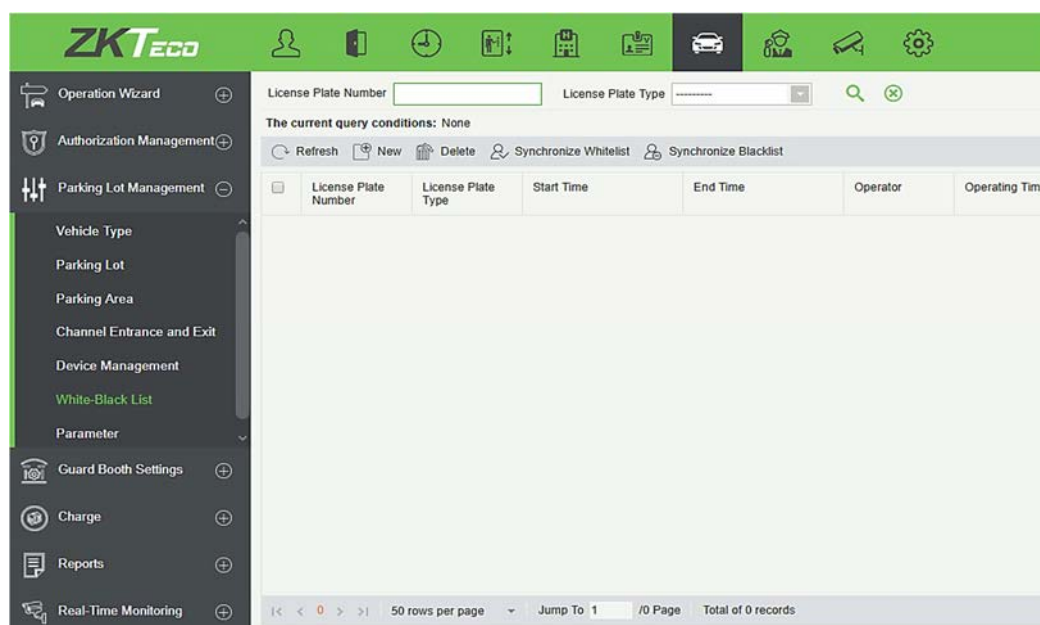 ZKTECO
Operation Wizard
Authorization Management
Parking Lot Management
Vehicle Type
Parking Lot
Parking Area
Channel Entrance and Exit
Device Management
White-Black List
Parameter
Guard Booth Settings
Charge
Reports
Real-Time Monitoring
License Plate Number License Plate Type ---------
The current query conditions: None
Refresh New Delete Synchronize Whitelist Synchronize Blacklist
License Plate Number License Plate Type Start Time End Time Operator Operating Tim
|< < 0 > >| 50 rows per page Jump To 1 /0 Page Total of 0 records